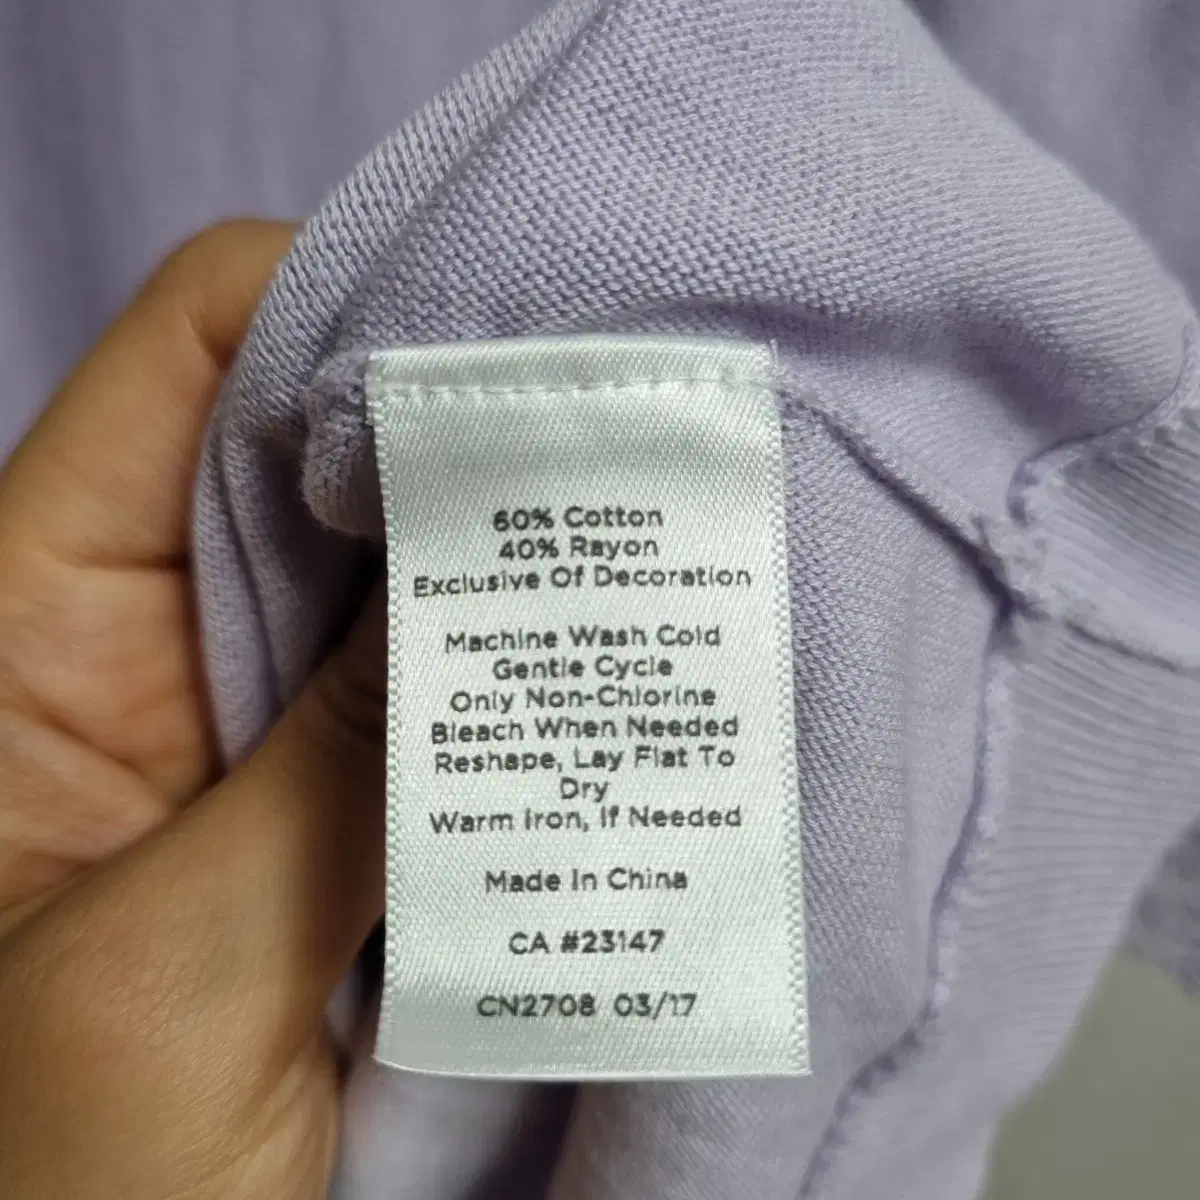 60% Cotton
40% Rayon
Exclusive Of Decoration
Machine Wash Cold
Gentle Cycle
Only Non-Chlorine
Bleach When Needed
Reshape, Lay Flat To
Dry
Warm Iron, If Needed
Made In China
CA #23147
CN2708 03/17